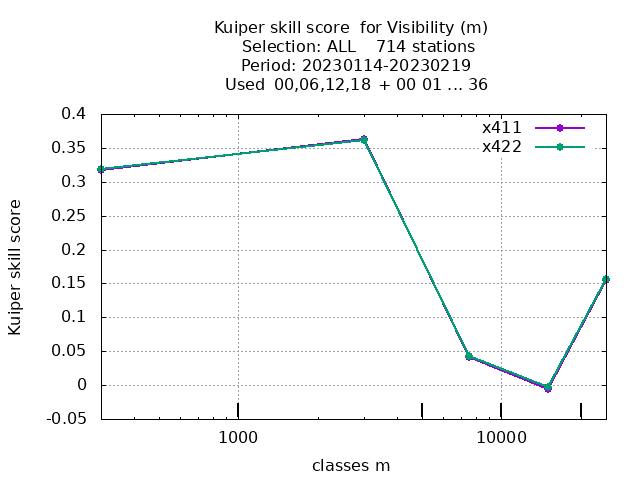 Kuiper skill score  for Visibility (m)
Selection: ALL    714 stations
Period: 20230114-20230219
Used  00,06,12,18 + 00 01 ... 36
0.4
x411
0.35
x422
0.3
0.25
0.2
Kuiper skill score
0.15
0.1
0.05
0
-0.05
1000
10000
classes m